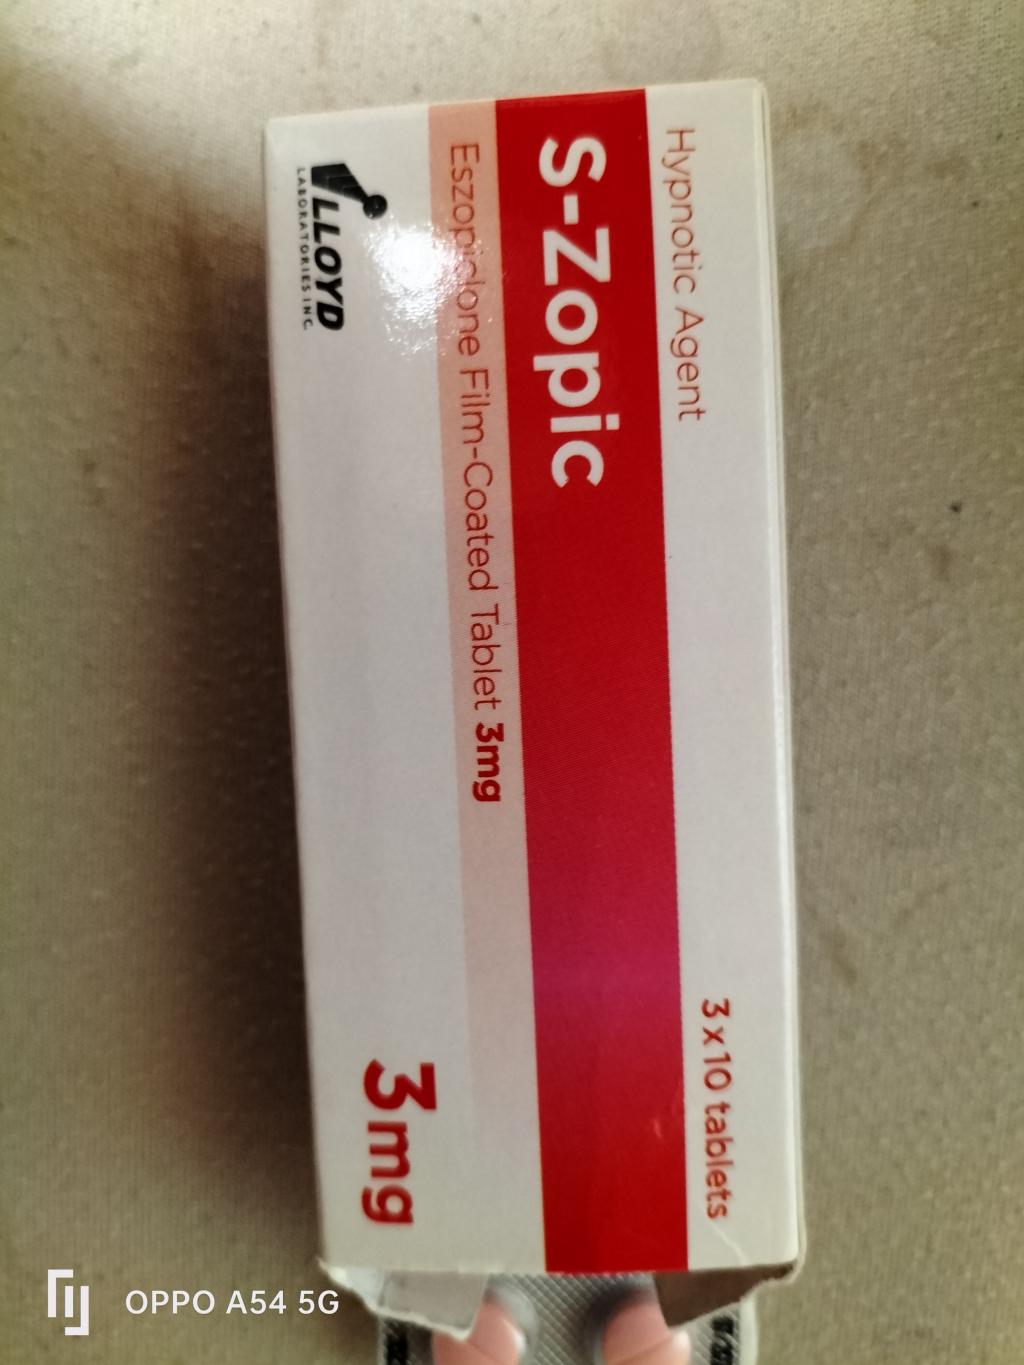 Hypnotic Agent
3 x 10 tablets
S-Zopic
Eszopiclone Film-Coated Tablet 3mg
LLOYD
LABORATORIES INC.
3mg
OPPO A54 5G